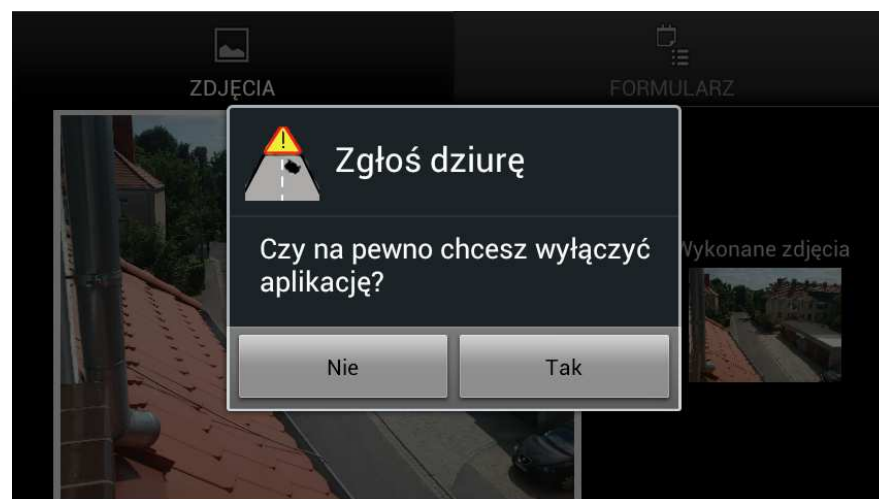 ZDJĘCIA
FORMULARZ
Zgłoś dziurę
Czy na pewno chcesz wyłączyć
aplikację?
Wykonane zdjęcia
Nie
Tak